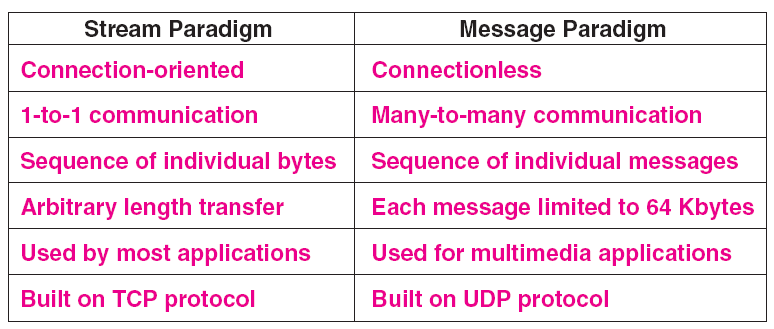 Stream Paradigm Message Paradigm
Connection-oriented Connectionless
1-to-1 communication Many-to-many communication
Sequence of individual bytes Sequence of individual messages
Arbitrary length transfer Each message limited to 64 Kbytes
Used by most applications Used for multimedia applications
Built on TCP protocol Built on UDP protocol